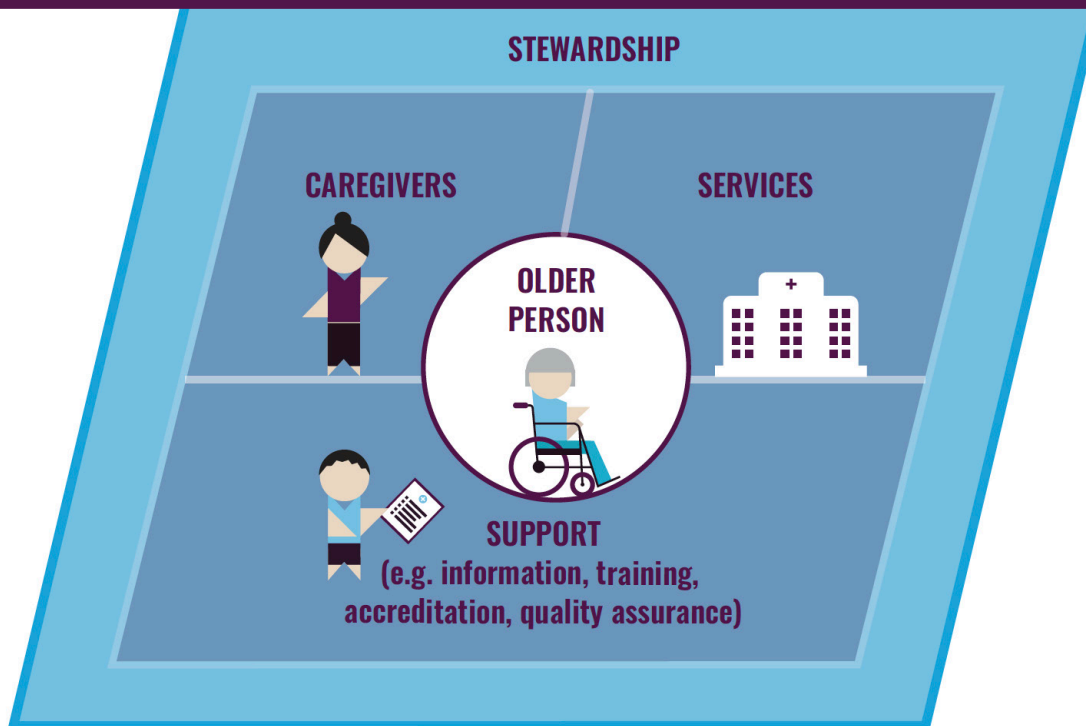 STEWARDSHIP
CAREGIVERS
SERVICES
OLDER
PERSON
SUPPORT
(e.g. information, training,
accreditation, quality assurance)